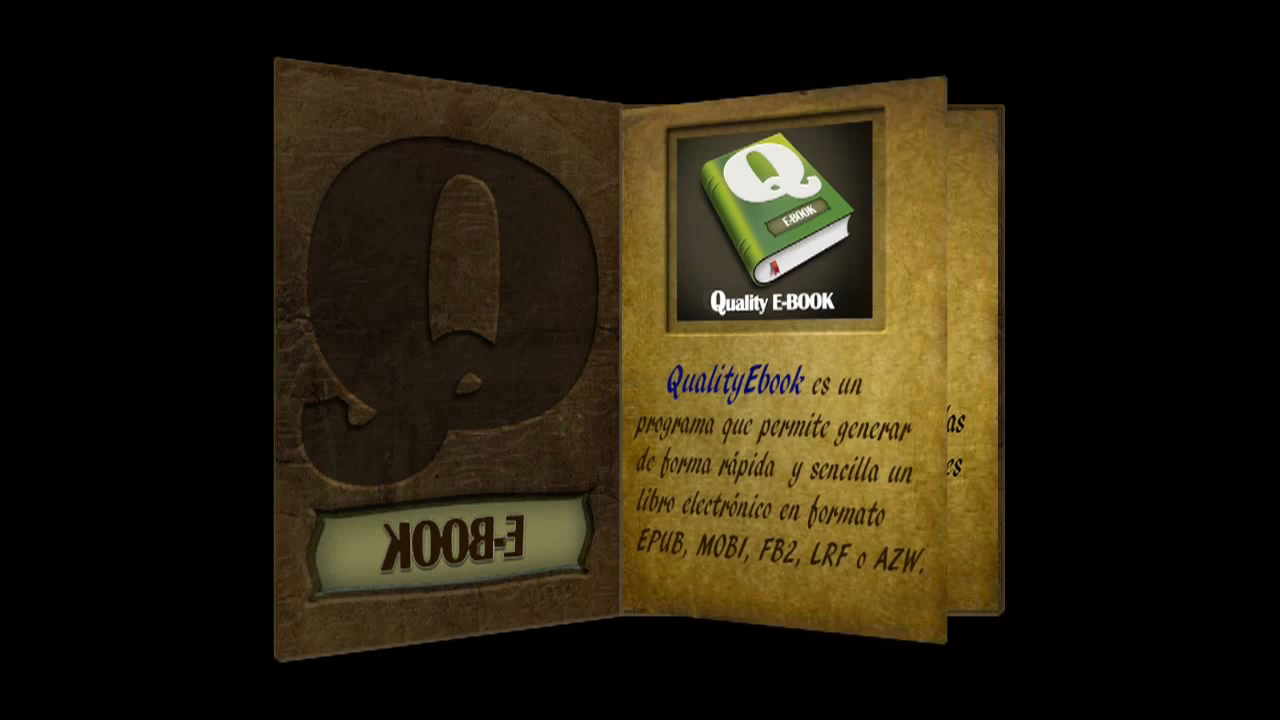 Q
E-BOOK
Q
E-BOOK
Quality E-BOOK
QualityEbook es un
programa que permite generar
de forma rápida y sencilla un
libro electrónico en formato
EPUB, MOBI, FB2, LRF o AZW.
es